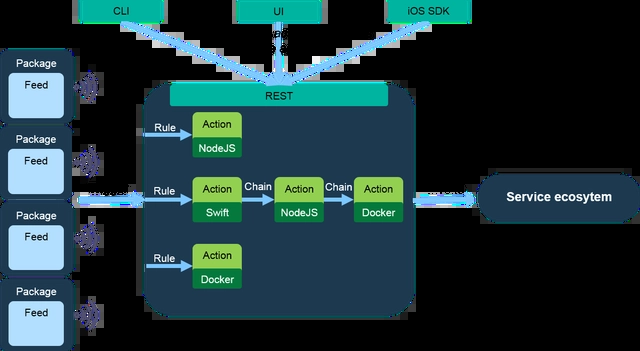 CLI
UI
iOS SDK
REST
Package
Feed
Package
Feed
Package
Feed
Package
Feed
Rule
Action
NodeJS
Rule
Action
Swift
Chain
Action
NodeJS
Chain
Action
Docker
Rule
Action
Docker
Service ecosytem